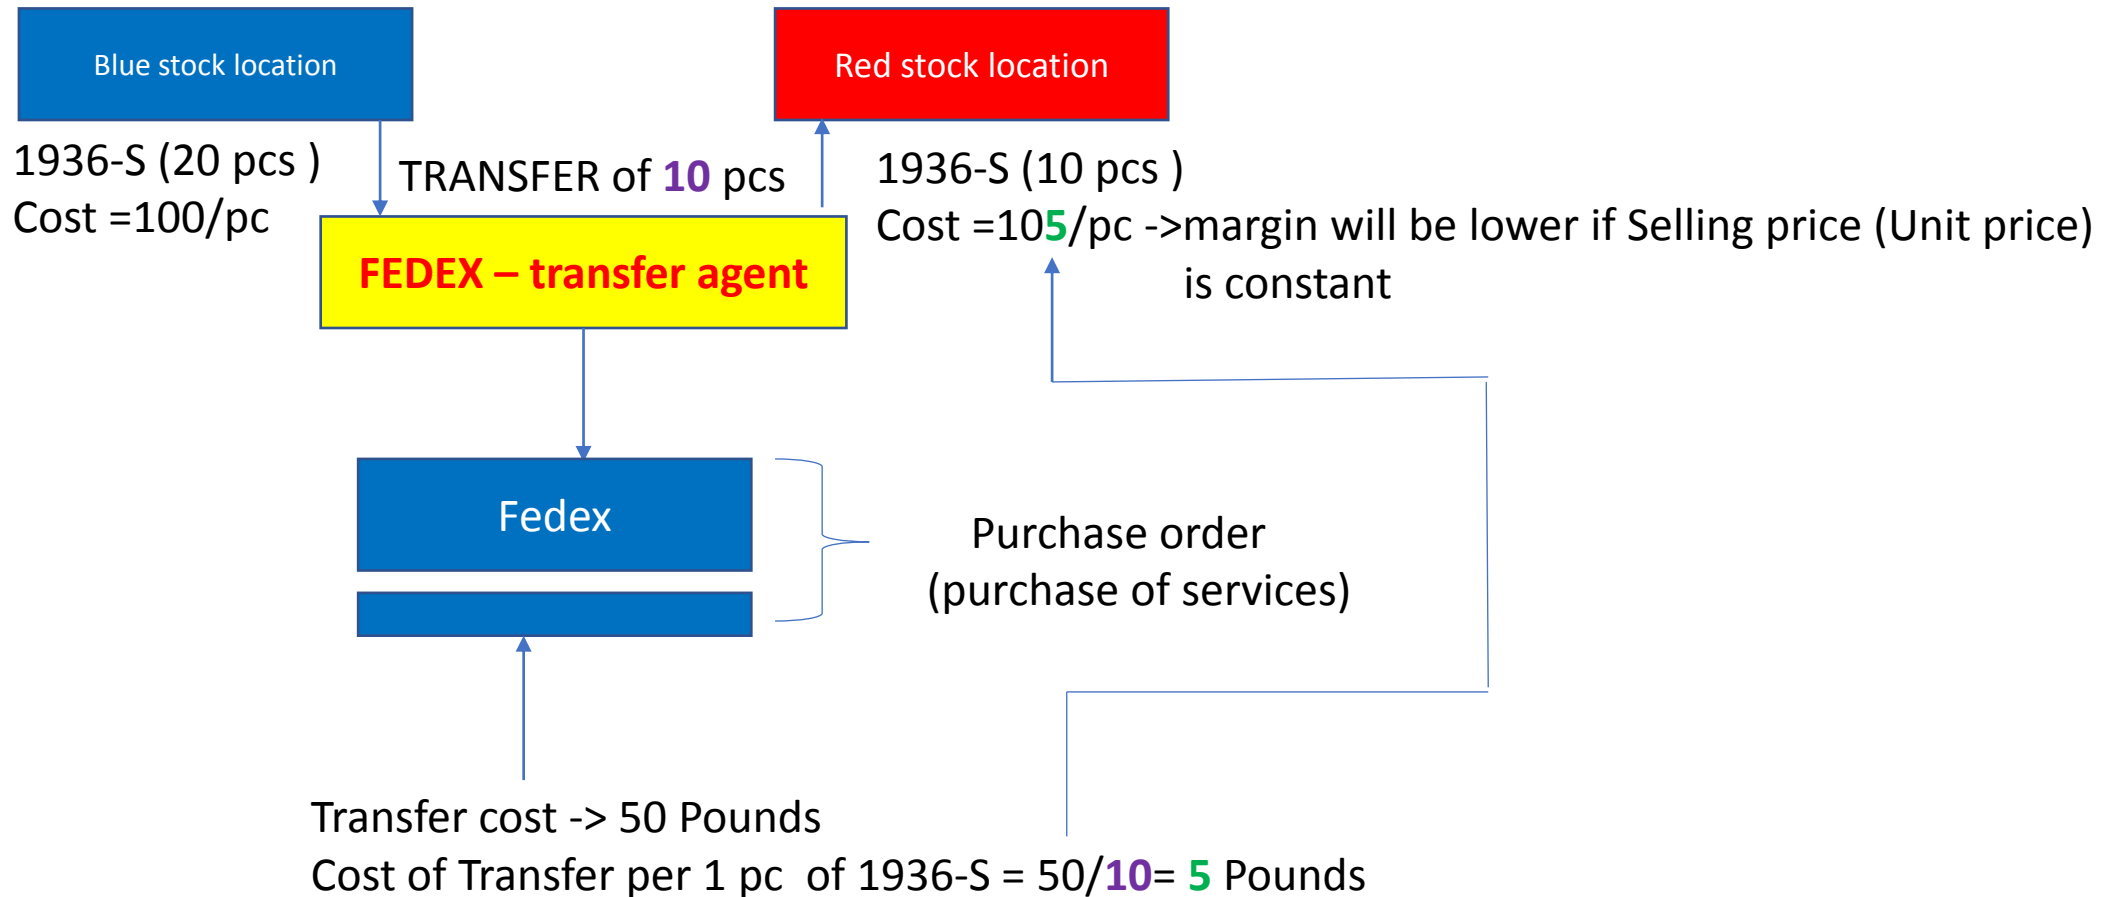 Blue stock location
Red stock location
1936-S (20 pcs )
Cost =100/pc
TRANSFER of 10 pcs
1936-S (10 pcs )
Cost =105/pc ->margin will be lower if Selling price (Unit price)
is constant
FEDEX – transfer agent
Fedex
Purchase order
(purchase of services)
Transfer cost -> 50 Pounds
Cost of Transfer per 1 pc of 1936-S = 50/10= 5 Pounds